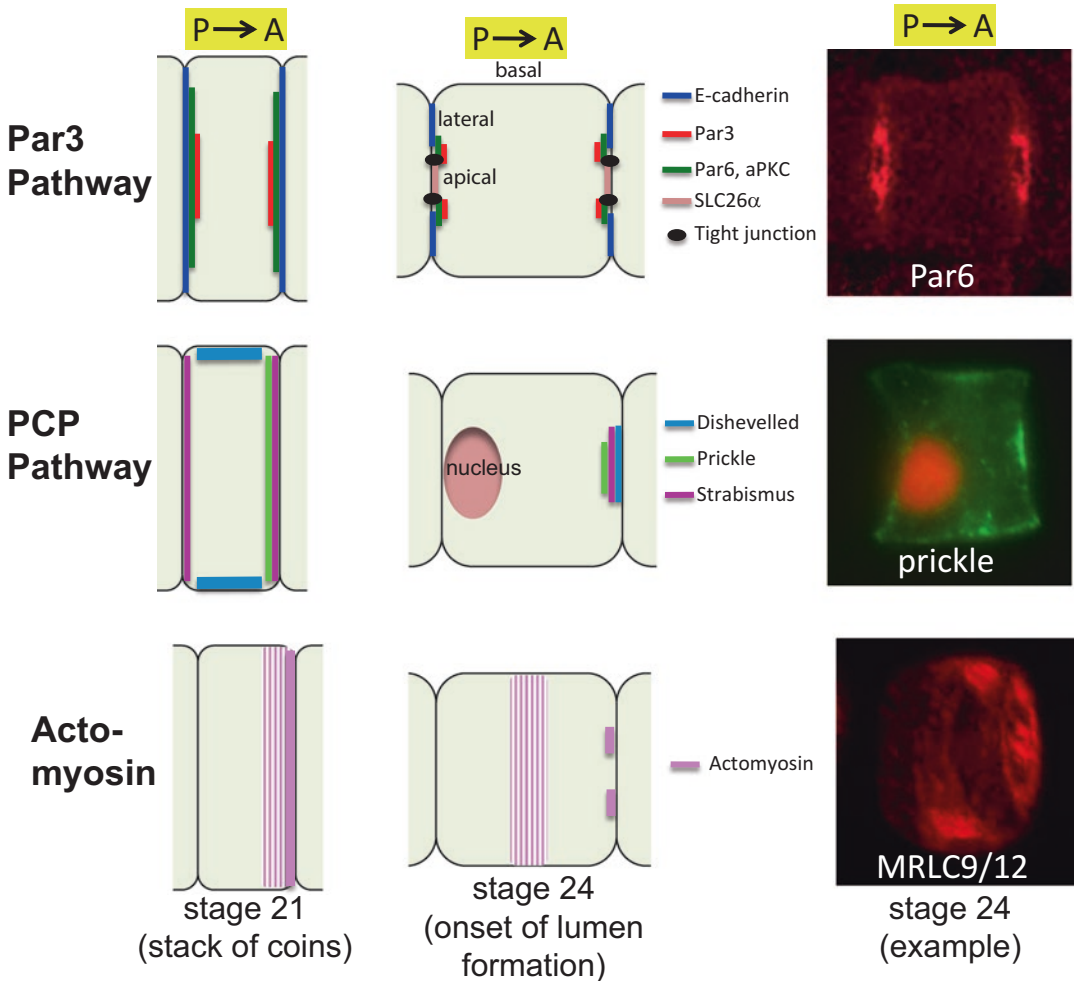 P → A
P → A
P → A
Par3
Pathway
basal
lateral
apical
E-cadherin
Par3
Par6, aPKC
SLC26α
Tight junction
Par6
PCP
Pathway
nucleus
Dishevelled
Prickle
Strabismus
prickle
Acto-
myosin
Actomyosin
MRLC9/12
stage 21
(stack of coins)
stage 24
(onset of lumen
formation)
stage 24
(example)